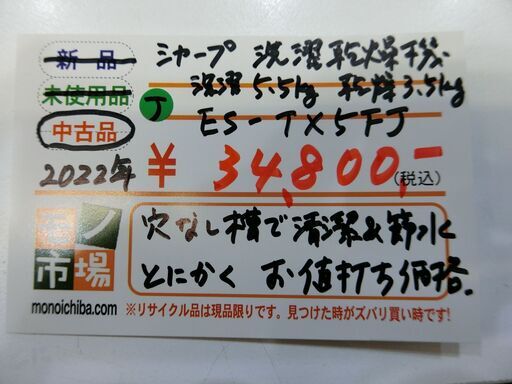 新品 シャープ 洗濯乾燥機
未使用品 J 洗濯5.5kg 乾燥3.5kg
中古品 ES-TX5FJ
2022年 ¥34,800- (税込)
モノ市場 穴なし槽で清潔&節水
とにかく お値打ち価格.
monoichiba.com ※リサイクル品は現品限りです。見つけた時がズバリ買い時です!